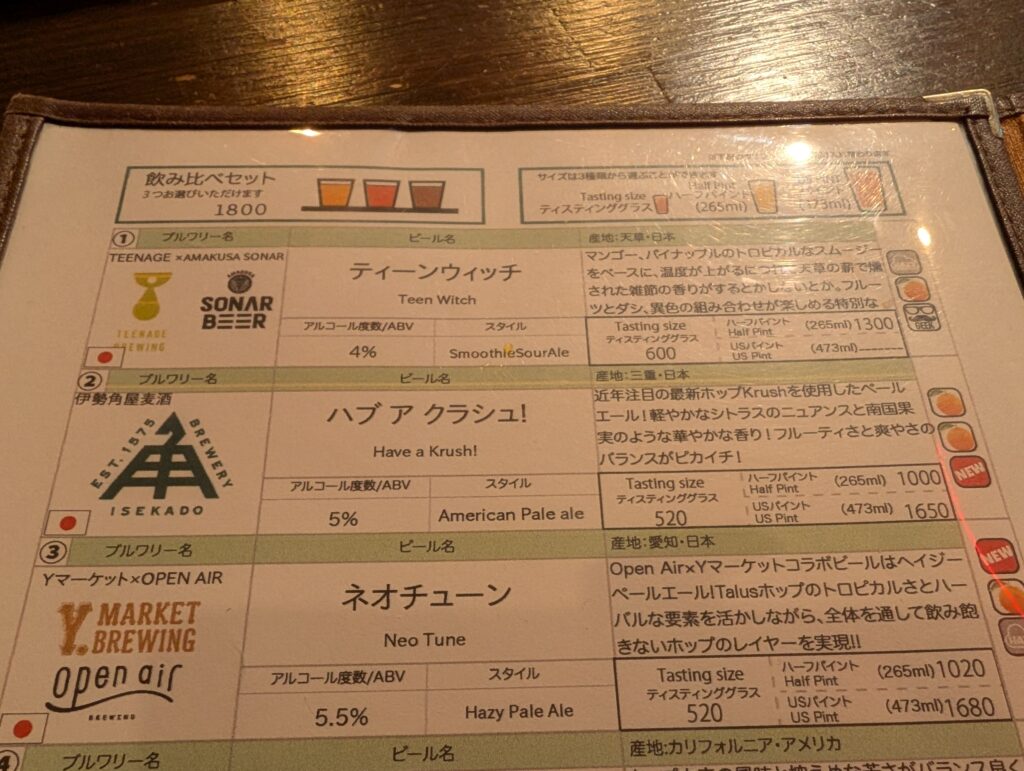 飲み比べセット
3つお選びいただけます
1800
サイズは3種類から選ぶことができます
Tasting size
ティスティンググラス
Half Pint
ハーフパイント
(265ml)
(473ml)
① ブルワリー名 ビール名 産地:天草・日本
TEENAGE ×AMAKUSA SONAR
TEENAGE
BREWING
AMAKUSA
SONAR
BEER
ティーンウィッチ
Teen Witch
アルコール度数/ABV スタイル
4% SmoothieSourAle
マンゴー、パイナップルのトロピカルなスムージー
をベースに、温度が上がるにつれて天草の薪で燻
された雑節の香りがするとかしないとか。フルー
ツとダシ、異色の組み合わせが楽しめる特別な
GEEK
Tasting size
ティスティンググラス
600
ハーフパイント
Half Pint (265ml) 1300
USパイント
US Pint (473ml)
② ブルワリー名 ビール名 産地:三重・日本
伊勢角屋麦酒
EST. 1575 BREWERY
ISEKADO
ハブ ア クラシュ!
Have a Krush!
アルコール度数/ABV スタイル
5% American Pale ale
近年注目の最新ホップKrushを使用したペール
エール!軽やかなシトラスのニュアンスと南国果
実のような華やかな香り!フルーティさと爽やさの
バランスがピカイチ!
NEW
Tasting size
ティスティンググラス
520
ハーフパイント
Half Pint (265ml) 1000
USパイント
US Pint (473ml) 1650
③ ブルワリー名 ビール名 産地:愛知・日本
Yマーケット×OPEN AIR
Y. MARKET
BREWING
open air
BREWING
ネオチューン
Neo Tune
アルコール度数/ABV スタイル
5.5% Hazy Pale Ale
Open Air×Yマーケットコラボビールはヘイジー
ペールエール!Talusホップのトロピカルさとハー
バルな要素を活かしながら、全体を通して飲み飽
きないホップのレイヤーを実現!!
NEW
Tasting size
ティスティンググラス
520
ハーフパイント
Half Pint (265ml) 1020
USパイント
US Pint (473ml) 1680
④ ブルワリー名 ビール名 産地:カリフォルニア・アメリカ